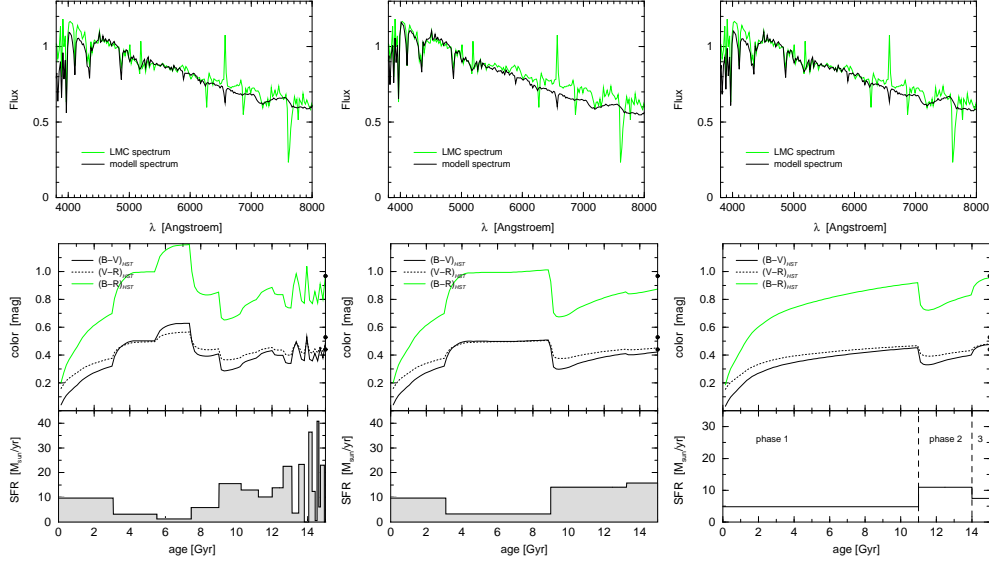 1
0.5
0
Flux
LMC spectrum
modell spectrum
4000 5000 6000 7000 8000
λ [Angstroem]
1
0.5
0
Flux
LMC spectrum
modell spectrum
4000 5000 6000 7000 8000
λ [Angstroem]
1
0.5
0
Flux
LMC spectrum
modell spectrum
4000 5000 6000 7000 8000
λ [Angstroem]
1.0
0.8
0.6
0.4
0.2
color [mag]
(B−V)HST
(V−R)HST
(B−R)HST
1.0
0.8
0.6
0.4
0.2
color [mag]
(B−V)HST
(V−R)HST
(B−R)HST
1.0
0.8
0.6
0.4
0.2
color [mag]
(B−V)HST
(V−R)HST
(B−R)HST
40
30
20
10
0
SFR [Msun/yr]
0 2 4 6 8 10 12 14
age [Gyr]
40
30
20
10
0
SFR [Msun/yr]
0 2 4 6 8 10 12 14
age [Gyr]
30
20
10
0
SFR [Msun/yr]
phase 1
phase 2
3
0 2 4 6 8 10 12 14
age [Gyr]